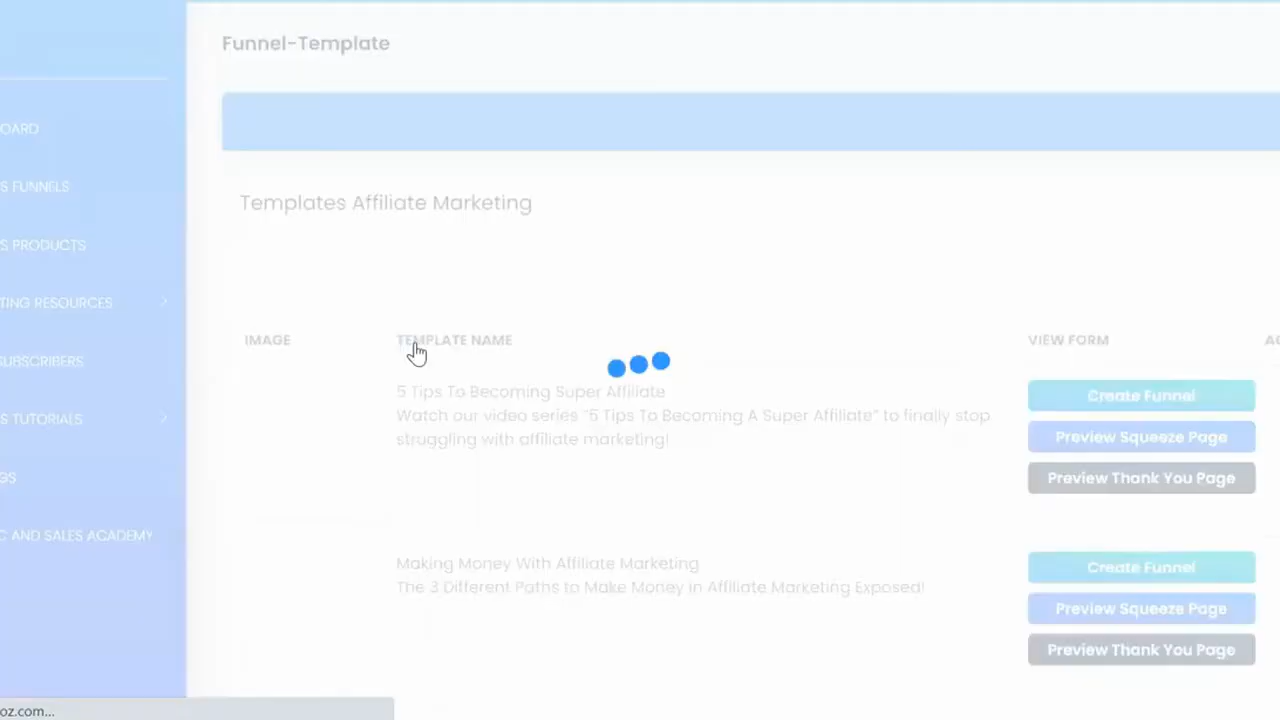 Funnel-Template
OARD
S FUNNELS
Templates Affiliate Marketing
S PRODUCTS
TING RESOURCES
IMAGE
TEMPLATE NAME
VIEW FORM
SUBSCRIBERS
5 Tips To Becoming Super Affiliate
Watch our video series "5 Tips To Becoming A Super Affiliate" to finally stop
struggling with affiliate marketing!
Create Funnel
Preview Squeeze Page
Preview Thank You Page
S TUTORIALS
GS
C AND SALES ACADEMY
Making Money With Affiliate Marketing
The 3 Different Paths to Make Money in Affiliate Marketing Exposed!
Create Funnel
Preview Squeeze Page
Preview Thank You Page
oz.com...